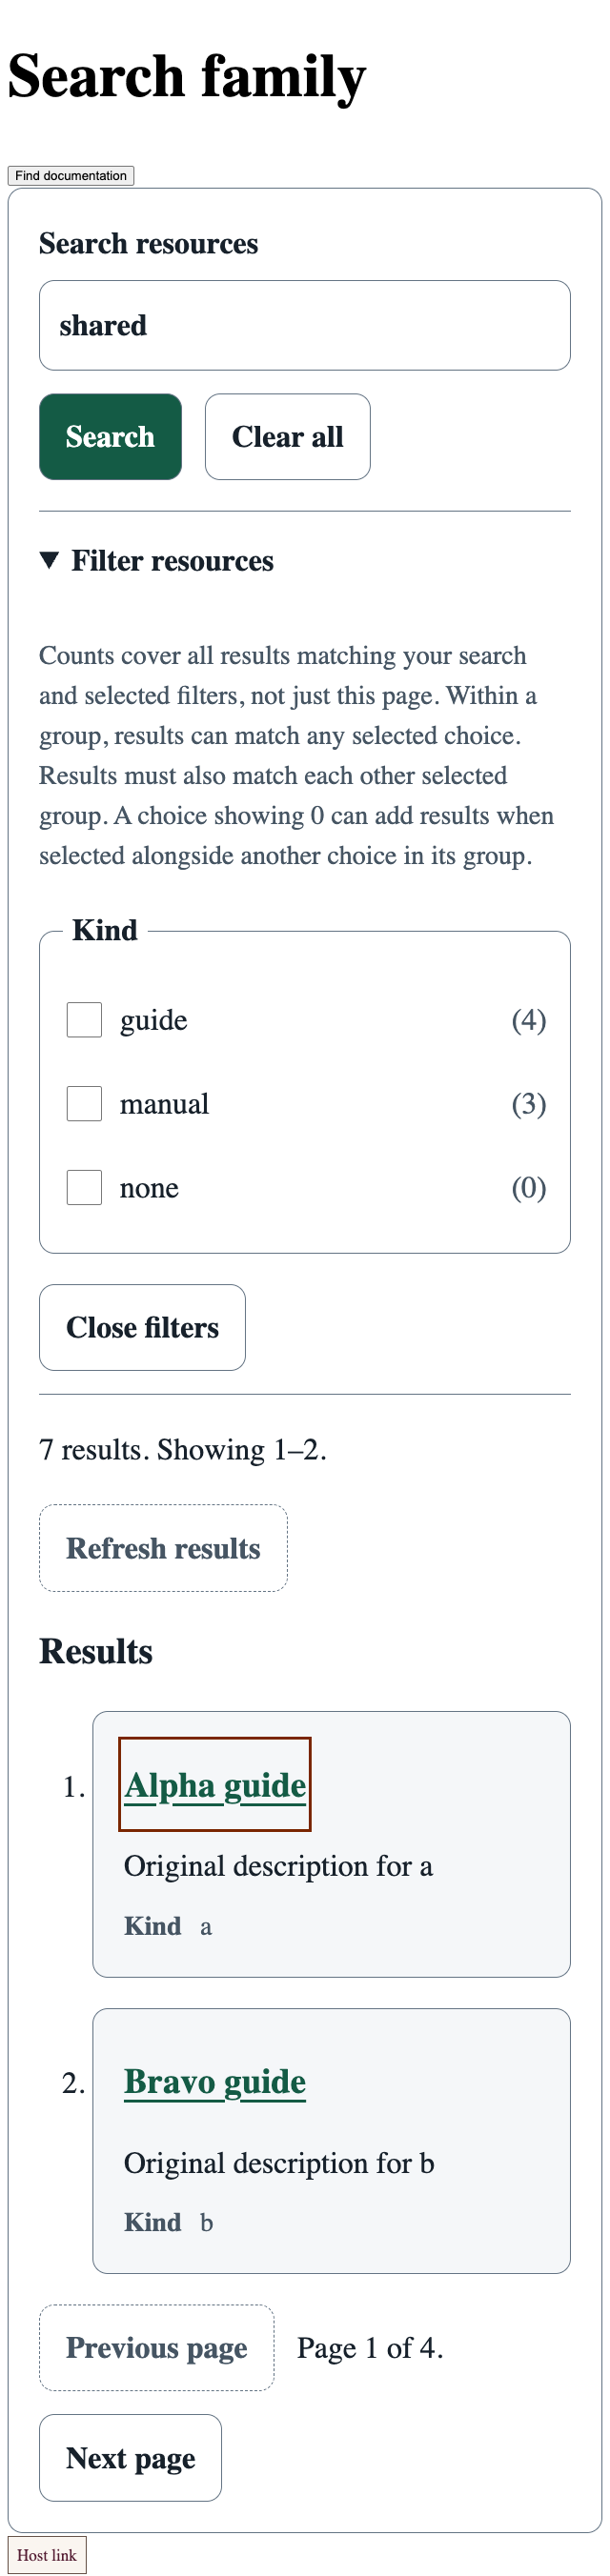 Search family
Find documentation
Search resources
shared
Search Clear all
▼ Filter resources
Counts cover all results matching your search
and selected filters, not just this page. Within a
group, results can match any selected choice.
Results must also match each other selected
group. A choice showing 0 can add results when
selected alongside another choice in its group.
Kind
guide (4)
manual (3)
none (0)
Close filters
7 results. Showing 1–2.
Refresh results
Results
1. Alpha guide
Original description for a
Kind a
2. Bravo guide
Original description for b
Kind b
Previous page Page 1 of 4.
Next page
Host link